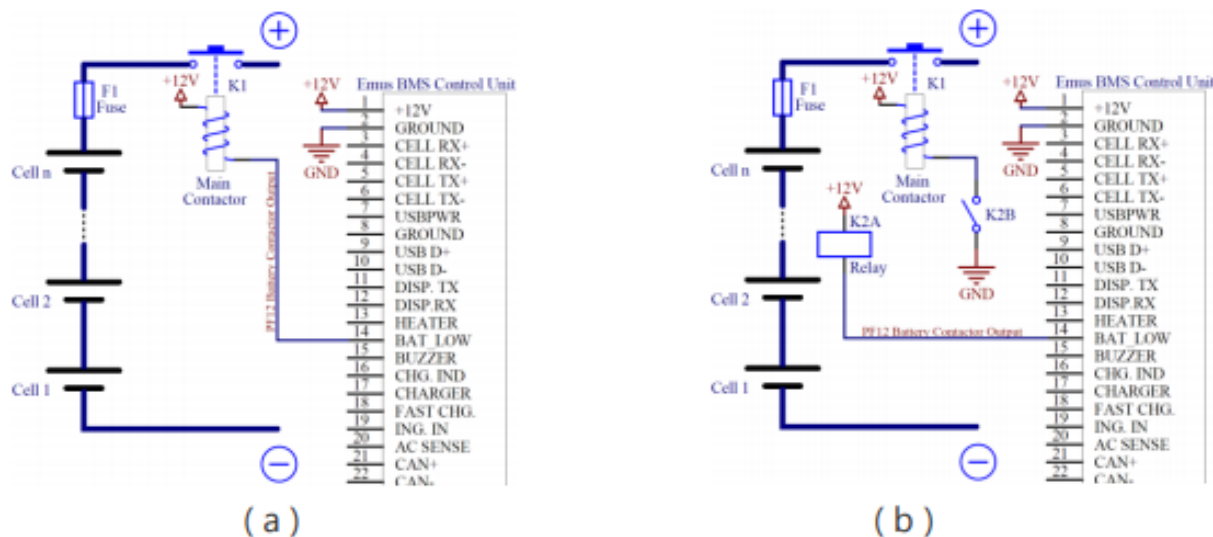 +
+12V
K1
+12V
Emus BMS Control Unit
F1
Fuse
Cell n
Main
Contactor
GND
PF12 Battery Contactor Output
Cell 2
Cell 1
1 +12V
2 GROUND
3 CELL RX+
4 CELL RX-
5 CELL TX+
6 CELL TX-
7 USBPWR
8 GROUND
9 USB D+
10 USB D-
11 DISP. TX
12 DISP.RX
13 HEATER
14 BAT_LOW
15 BUZZER
16 CHG. IND
17 CHARGER
18 FAST CHG.
19 ING. IN
20 AC SENSE
21 CAN+
22 CAN-
−
(a)
+
+12V
K1
+12V
Emus BMS Control Unit
F1
Fuse
Cell n
Main
Contactor
GND
+12V
K2A
Relay
K2B
GND
PF12 Battery Contactor Output
Cell 2
Cell 1
1 +12V
2 GROUND
3 CELL RX+
4 CELL RX-
5 CELL TX+
6 CELL TX-
7 USBPWR
8 GROUND
9 USB D+
10 USB D-
11 DISP. TX
12 DISP.RX
13 HEATER
14 BAT_LOW
15 BUZZER
16 CHG. IND
17 CHARGER
18 FAST CHG.
19 ING. IN
20 AC SENSE
21 CAN+
22 CAN-
−
(b)